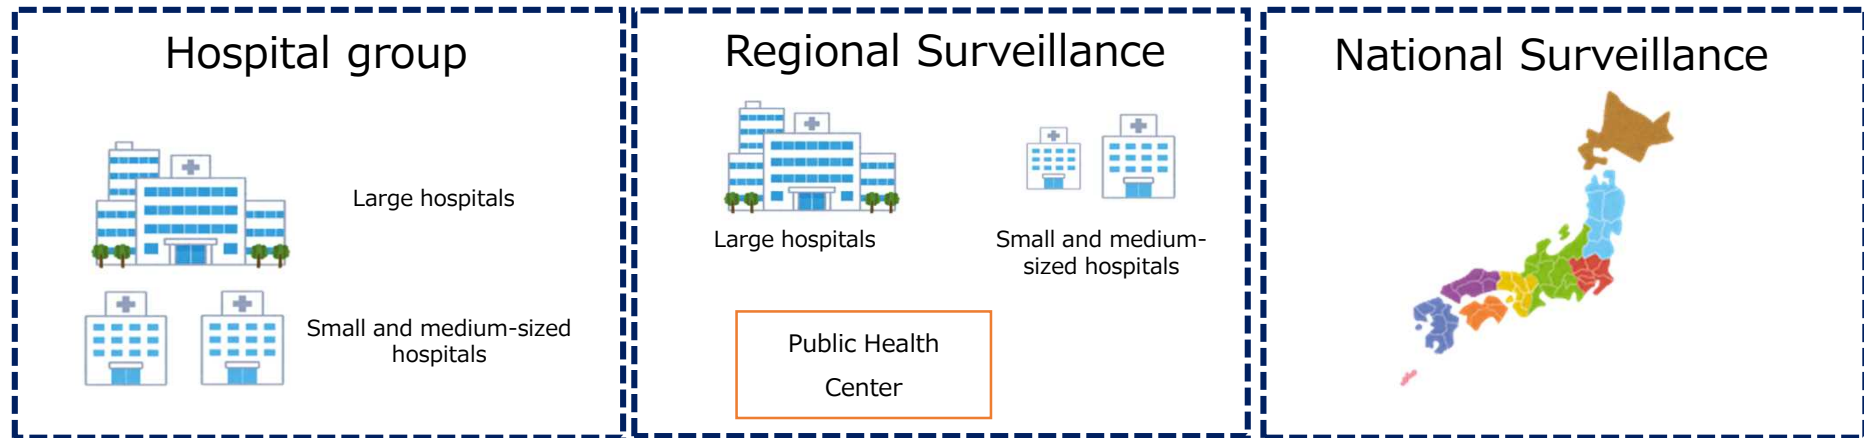 Hospital group
Large hospitals
Small and medium-sized
hospitals
Regional Surveillance
Large hospitals
Small and medium-
sized hospitals
Public Health
Center
National Surveillance